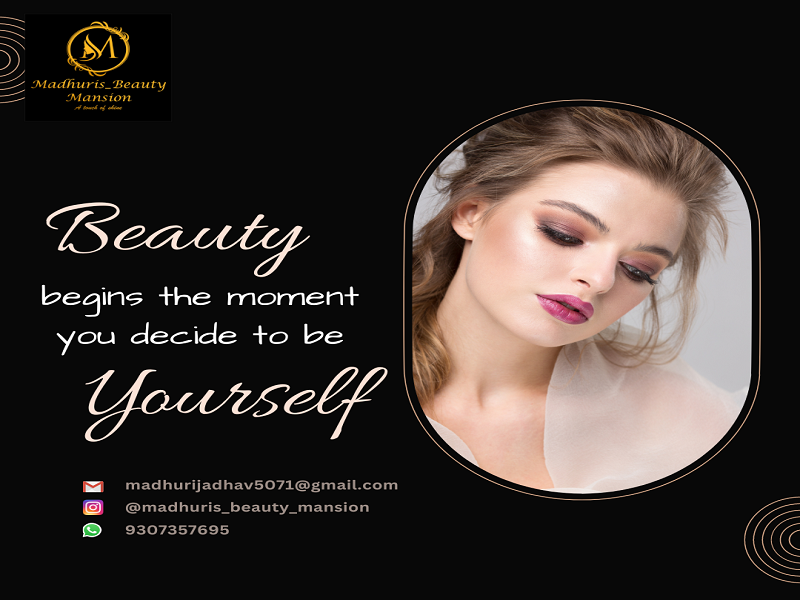 M
Madhuris_Beauty
Mansion
A touch of shine
Beauty
begins the moment
you decide to be
Yourself
madhurijadhav5071@gmail.com
@madhuris_beauty_mansion
9307357695